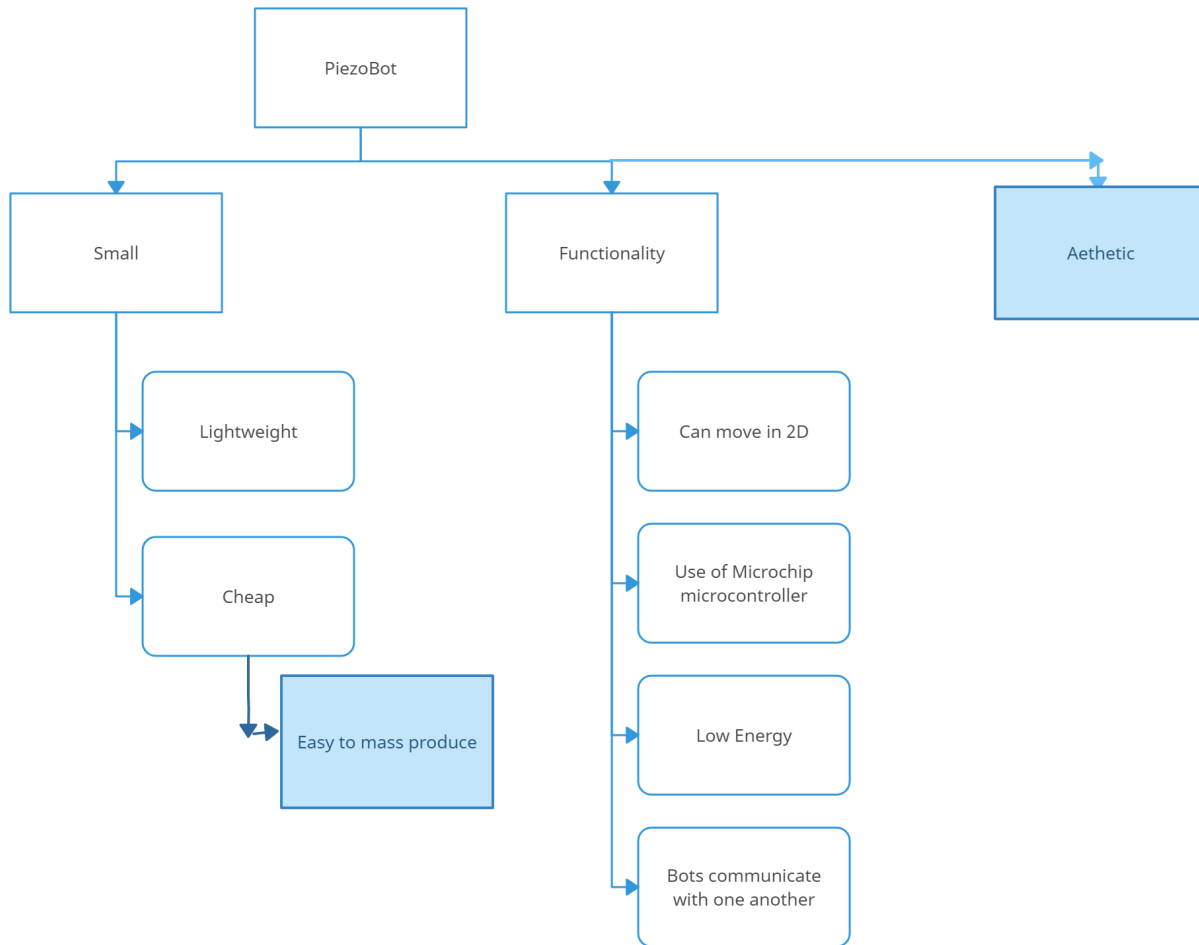 PiezoBot
Small
Functionality
Aethetic
Lightweight
Cheap
Easy to mass produce
Can move in 2D
Use of Microchip
microcontroller
Low Energy
Bots communicate
with one another